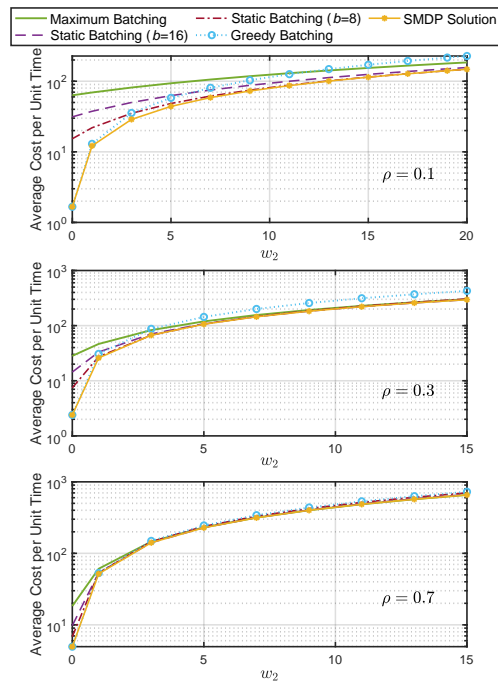 Maximum Batching Static Batching (b=8) SMDP Solution
Static Batching (b=16) Greedy Batching
Average Cost per Unit Time
10^2
10^1
10^0
ρ = 0.1
0 5 10 15 20
w_2
Average Cost per Unit Time
10^3
10^2
10^1
10^0
ρ = 0.3
0 5 10 15
w_2
Average Cost per Unit Time
10^3
10^2
10^1
ρ = 0.7
0 5 10 15
w_2